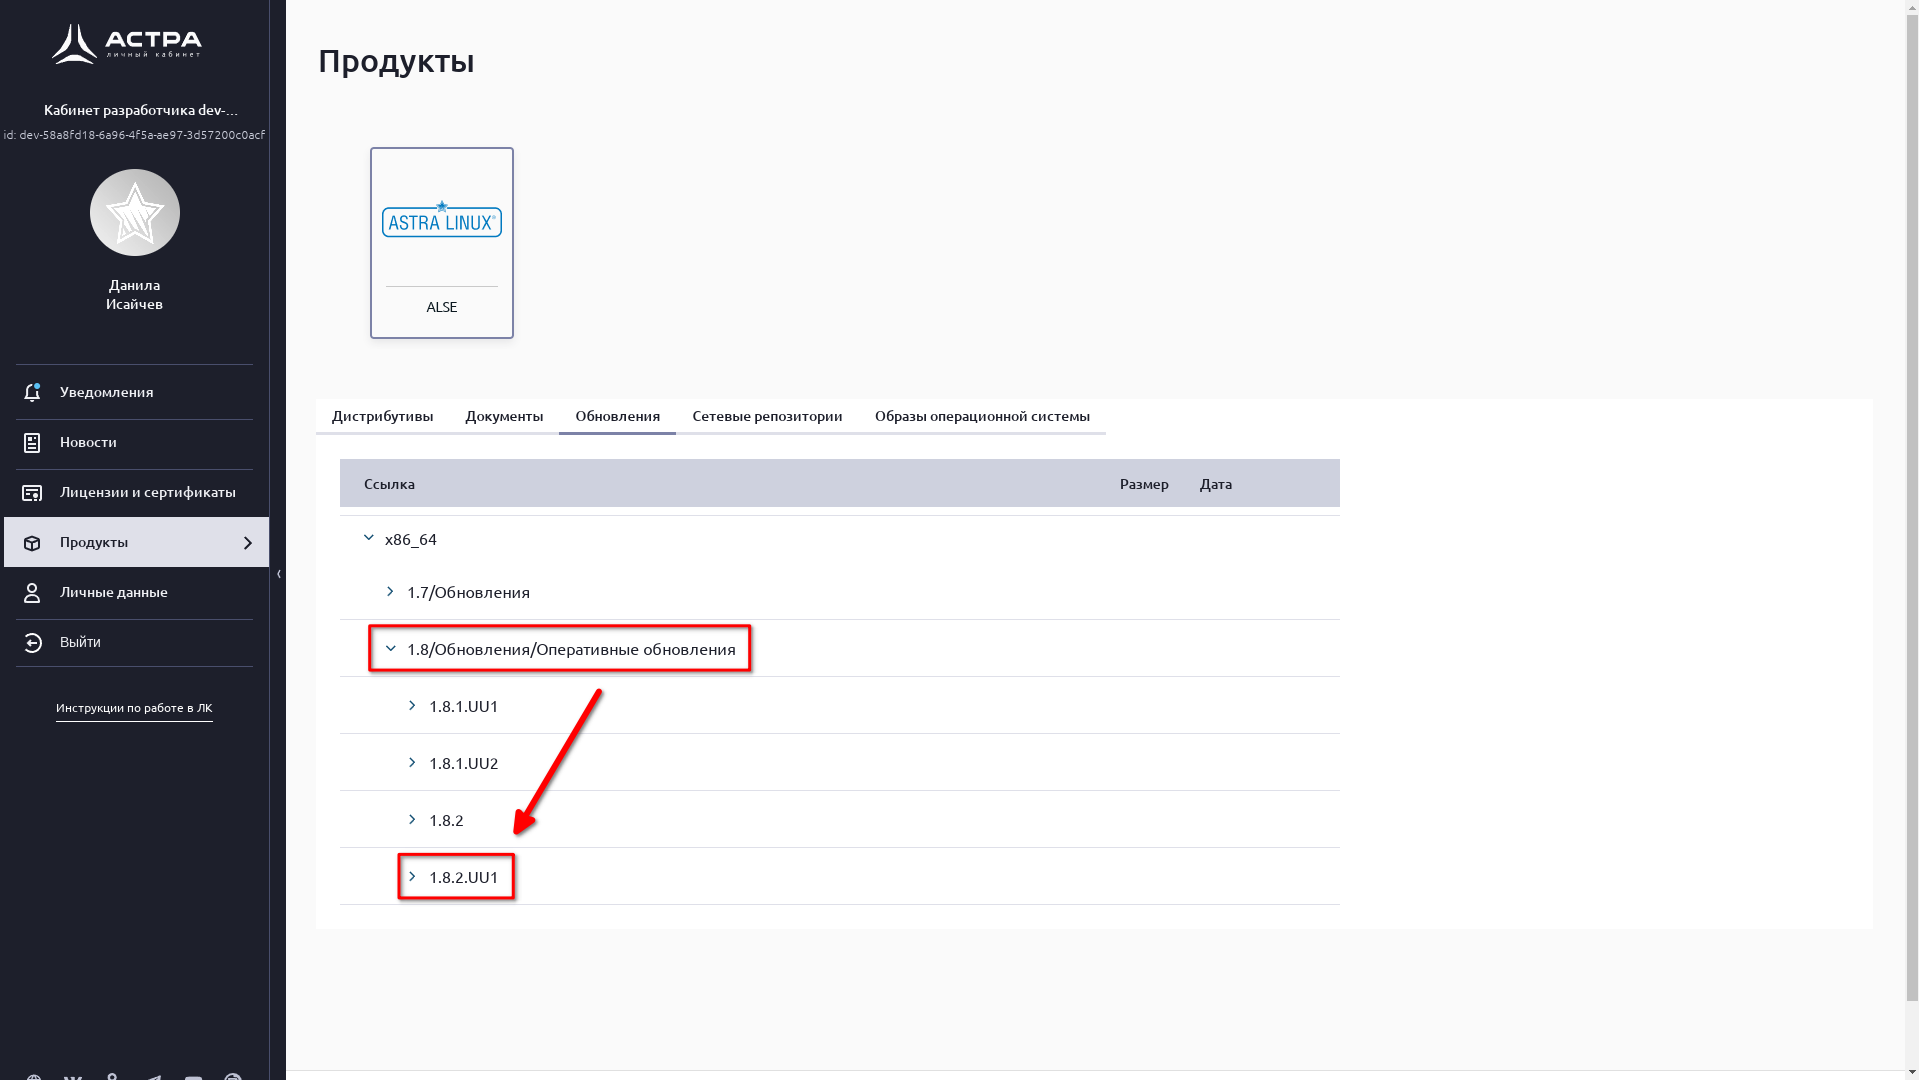 АСТРА
личный кабинет
Кабинет разработчика dev-...
id: dev-58a8fd18-6a96-4f5a-ae97-3d57200c0acf
Данила
Исайчев
Уведомления
Новости
Лицензии и сертификаты
Продукты
Личные данные
Выйти
Инструкции по работе в ЛК
Продукты
ASTRA LINUX®
ALSE
Дистрибутивы Документы Обновления Сетевые репозитории Образы операционной системы
Ссылка Размер Дата
x86_64
1.7/Обновления
1.8/Обновления/Оперативные обновления
1.8.1.UU1
1.8.1.UU2
1.8.2
1.8.2.UU1